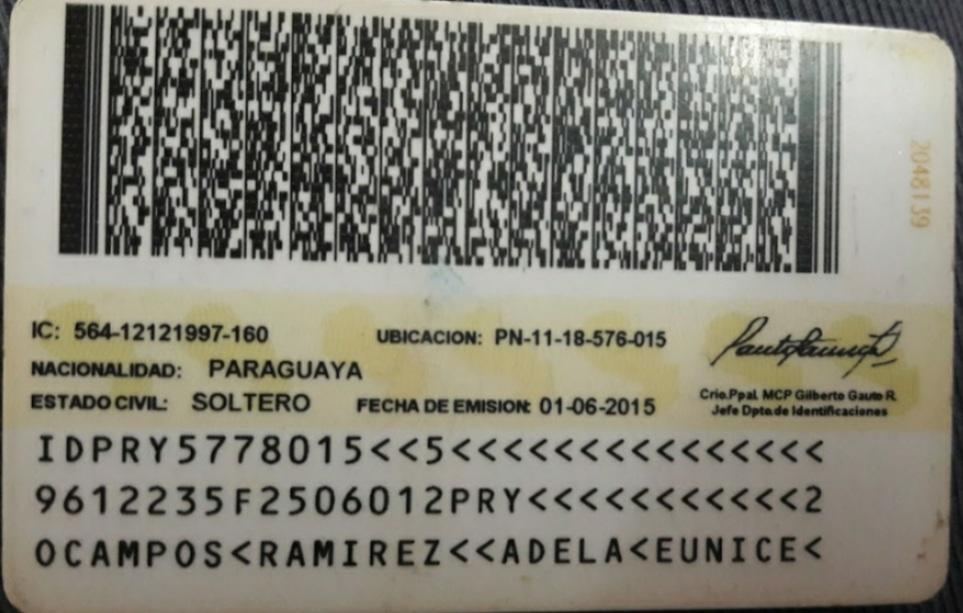 2048139
IC: 564-12121997-160 UBICACION: PN-11-18-576-015
NACIONALIDAD: PARAGUAYA
ESTADO CIVIL: SOLTERO FECHA DE EMISION: 01-06-2015
Crio.Ppal. MCP Gilberto Gauto R.
Jefe Dpto.de Identificaciones
IDPRY5778015<<5<<<<<<<<<<<<<<<
9612235F2506012PRY<<<<<<<<<<<2
OCAMPOS<RAMIREZ<<ADELA<EUNICE<